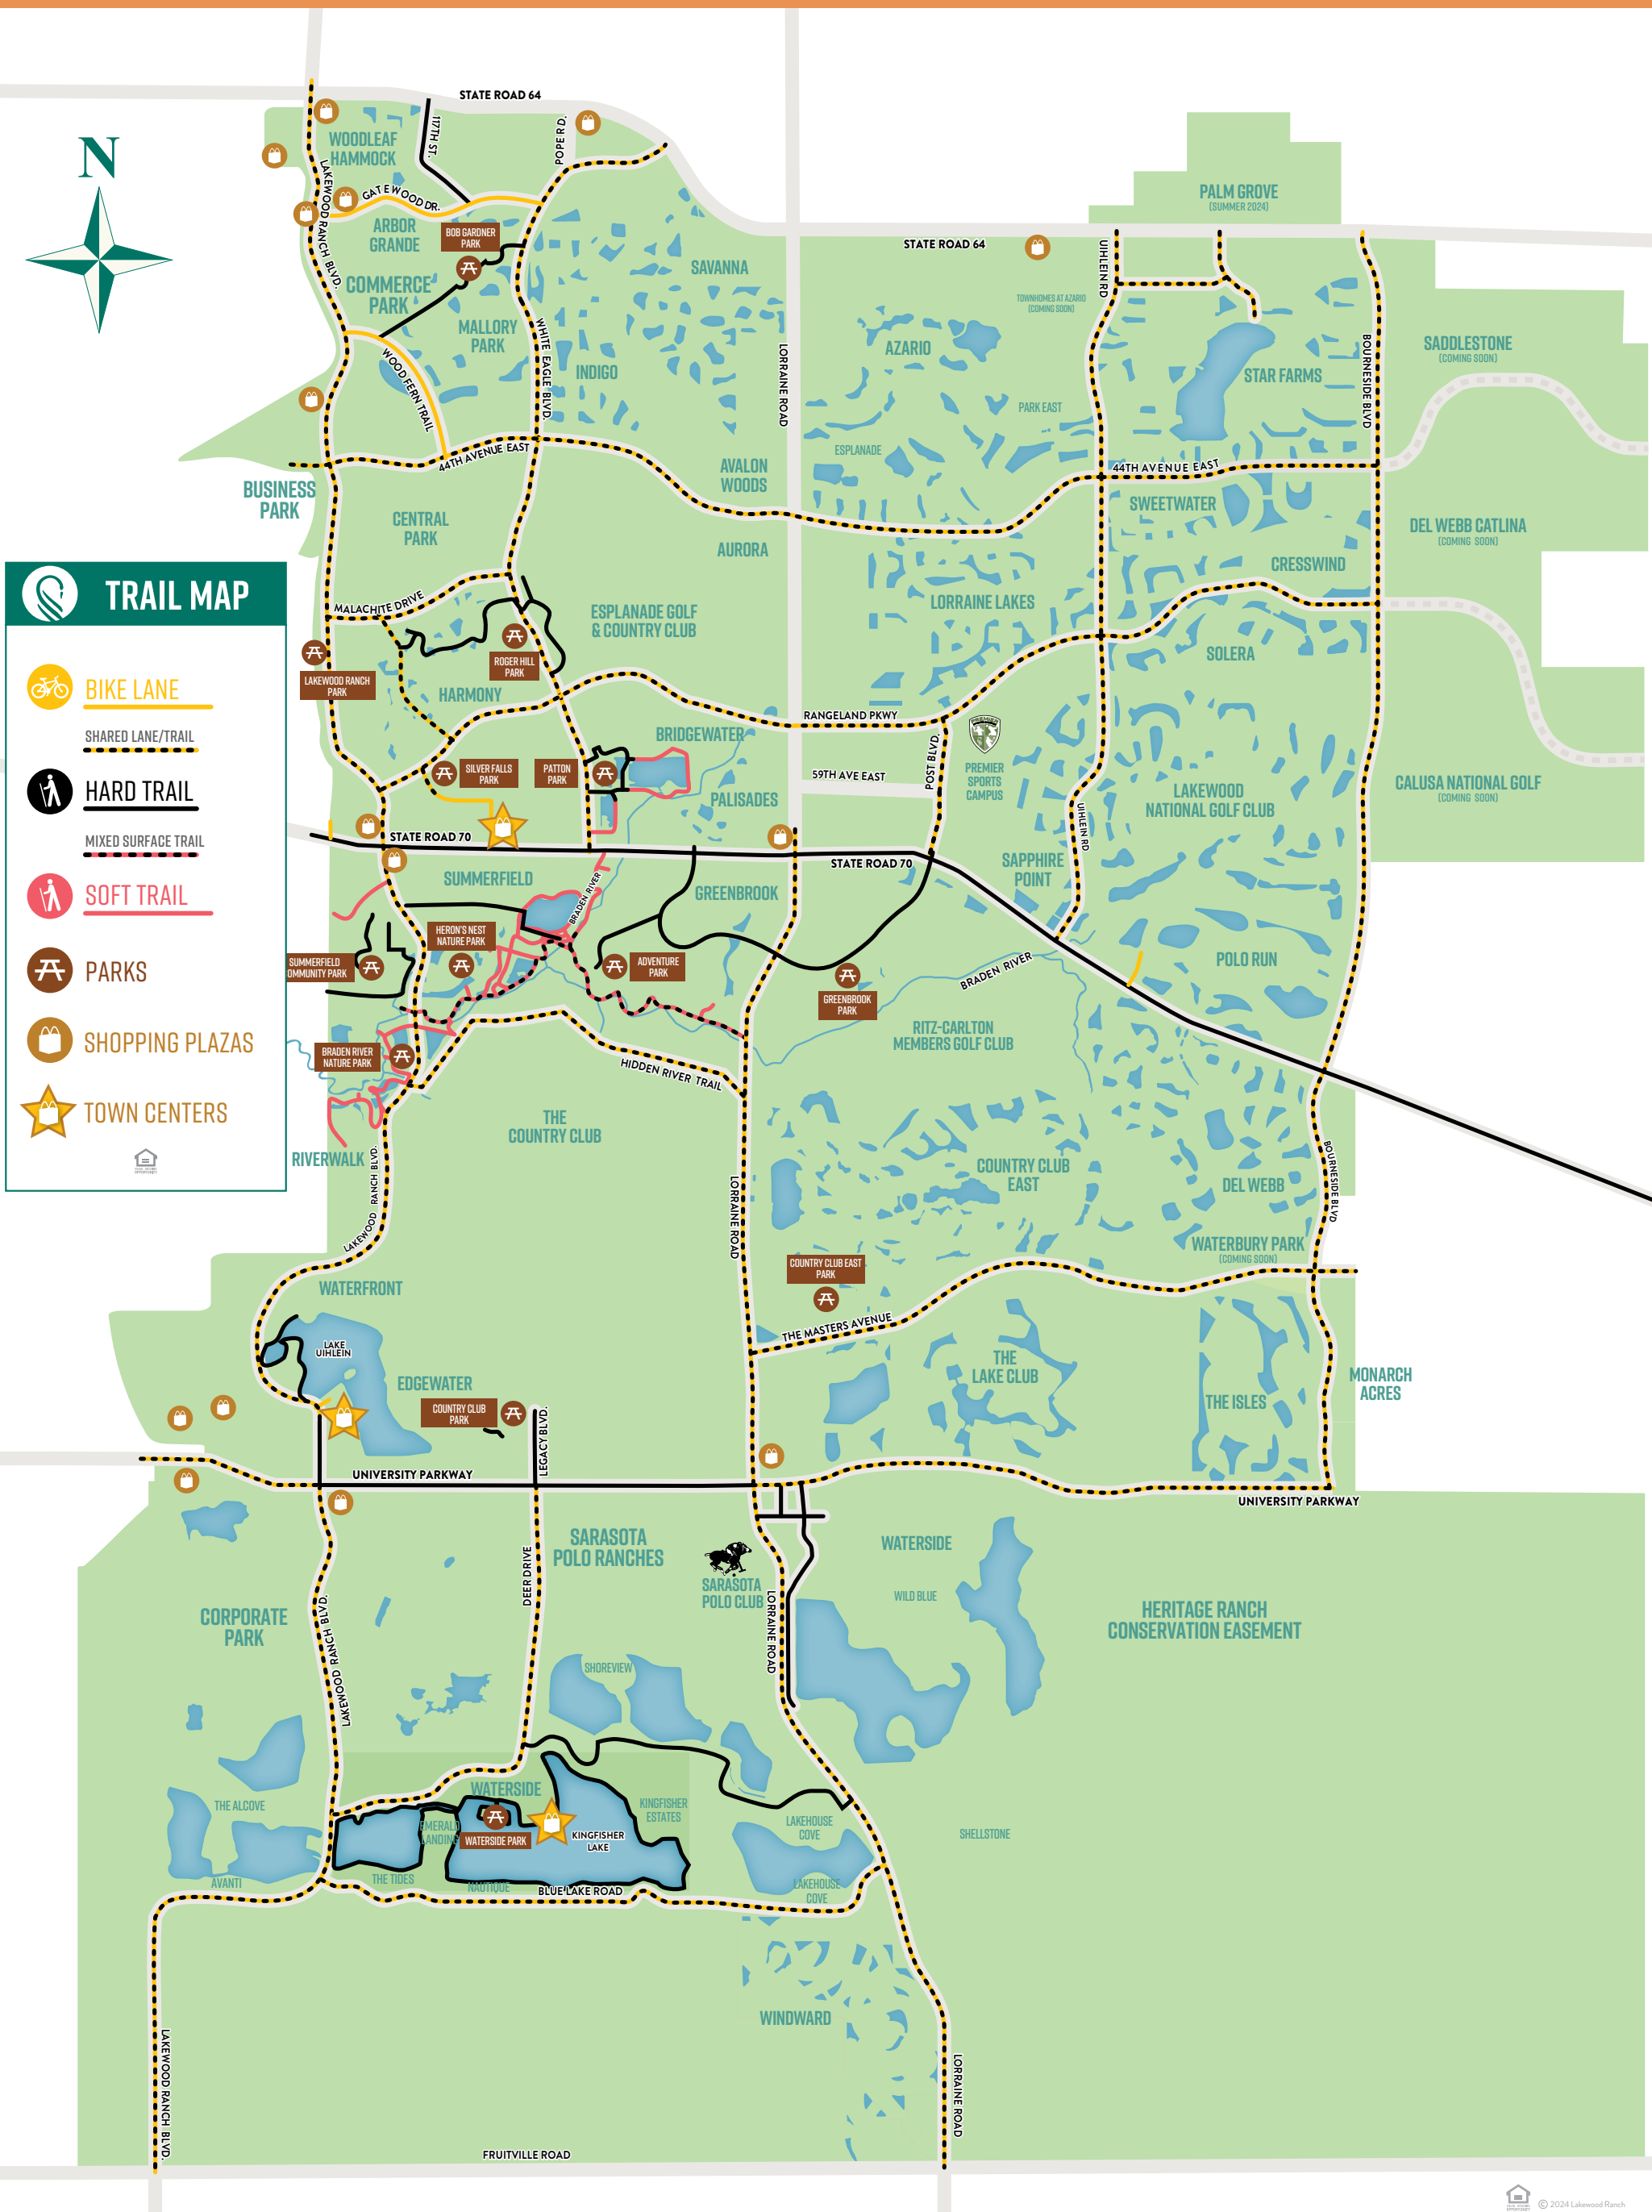 STATE ROAD 64
N
WOODLEAF
HAMMOCK
117TH ST.
POPE RD.
LAKEWOOD RANCH BLVD.
GATEWOOD DR.
ARBOR
GRANDE
BOB GARDNER
PARK
COMMERCE
PARK
MALLORY
PARK
WOOD FERN TRAIL
WHITE EAGLE BLVD.
INDIGO
SAVANNA
44TH AVENUE EAST
BUSINESS
PARK
CENTRAL
PARK
AVALON
WOODS
AURORA
LORRAINE ROAD
STATE ROAD 64
PALM GROVE
(SUMMER 2024)
UIHLEIN RD
TOWNHOMES AT AZARIO
(COMING SOON)
AZARIO
PARK EAST
ESPLANADE
STAR FARMS
BOURNESIDE BLVD
SADDLESTONE
(COMING SOON)
44TH AVENUE EAST
SWEETWATER
DEL WEBB CATLINA
(COMING SOON)
CRESSWIND
LORRAINE LAKES
SOLERA
TRAIL MAP
BIKE LANE
SHARED LANE/TRAIL
HARD TRAIL
MIXED SURFACE TRAIL
SOFT TRAIL
PARKS
SHOPPING PLAZAS
TOWN CENTERS
MALACHITE DRIVE
ESPLANADE GOLF
& COUNTRY CLUB
ROGER HILL
PARK
LAKEWOOD RANCH
PARK
HARMONY
BRIDGEWATER
RANGELAND PKWY
POST BLVD.
PREMIER
SPORTS
CAMPUS
SILVER FALLS
PARK
PATTON
PARK
59TH AVE EAST
PALISADES
LAKEWOOD
NATIONAL GOLF CLUB
CALUSA NATIONAL GOLF
(COMING SOON)
UIHLEIN RD
STATE ROAD 70
STATE ROAD 70
SUMMERFIELD
BRADEN RIVER
GREENBROOK
SAPPHIRE
POINT
HERON'S NEST
NATURE PARK
SUMMERFIELD
OMMUNITY PARK
ADVENTURE
PARK
GREENBROOK
PARK
BRADEN RIVER
POLO RUN
RITZ-CARLTON
MEMBERS GOLF CLUB
BRADEN RIVER
NATURE PARK
HIDDEN RIVER TRAIL
THE
COUNTRY CLUB
RIVERWALK
LAKEWOOD RANCH BLVD.
LORRAINE ROAD
COUNTRY CLUB
EAST
DEL WEBB
BOURNESIDE BLVD
WATERBURY PARK
(COMING SOON)
COUNTRY CLUB EAST
PARK
THE MASTERS AVENUE
WATERFRONT
LAKE
UIHLEIN
EDGEWATER
COUNTRY CLUB
PARK
LEGACY BLVD.
THE
LAKE CLUB
THE ISLES
MONARCH
ACRES
UNIVERSITY PARKWAY
UNIVERSITY PARKWAY
SARASOTA
POLO RANCHES
DEER DRIVE
SARASOTA
POLO CLUB
LORRAINE ROAD
WATERSIDE
WILD BLUE
HERITAGE RANCH
CONSERVATION EASEMENT
CORPORATE
PARK
LAKEWOOD RANCH BLVD.
SHOREVIEW
WATERSIDE
THE ALCOVE
EMERALD
LANDING
WATERSIDE PARK
KINGFISHER
LAKE
KINGFISHER
ESTATES
LAKEHOUSE
COVE
SHELLSTONE
AVANTI
THE TIDES
NAUTIQUE
BLUE LAKE ROAD
LAKEHOUSE
COVE
WINDWARD
LAKEWOOD RANCH BLVD.
LORRAINE ROAD
FRUITVILLE ROAD
© 2024 Lakewood Ranch